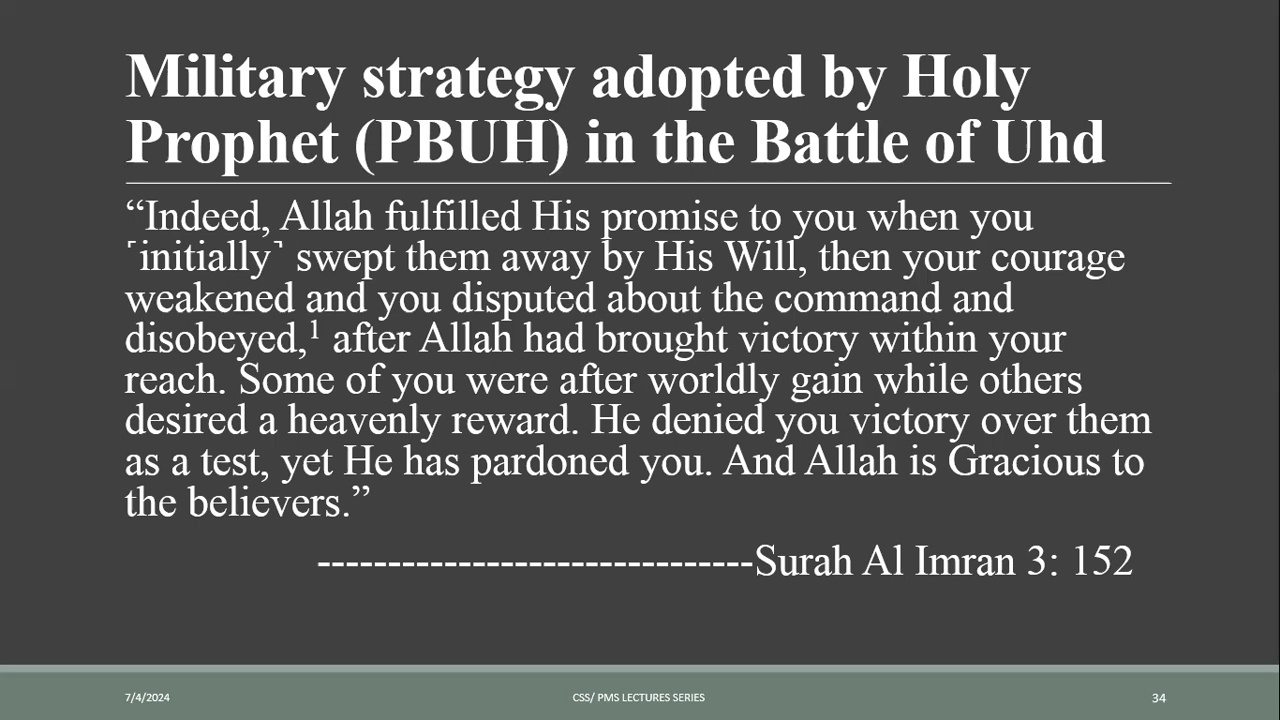 Military strategy adopted by Holy
Prophet (PBUH) in the Battle of Uhd
“Indeed, Allah fulfilled His promise to you when you
˹initially˺ swept them away by His Will, then your courage
weakened and you disputed about the command and
disobeyed,¹ after Allah had brought victory within your
reach. Some of you were after worldly gain while others
desired a heavenly reward. He denied you victory over them
as a test, yet He has pardoned you. And Allah is Gracious to
the believers.”
-------------------------------Surah Al Imran 3: 152
7/4/2024 CSS/ PMS LECTURES SERIES 34